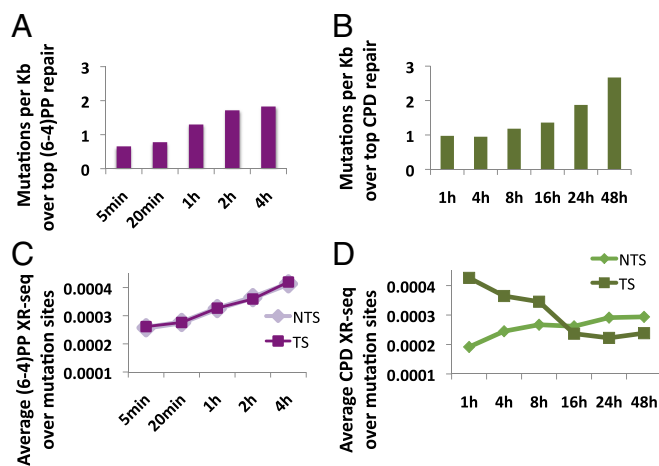 A
Mutations per Kb
over top (6-4)PP repair
3
2
1
0
5min 20min 1h 2h 4h
B
Mutations per Kb
over top CPD repair
3
2
1
0
1h 4h 8h 16h 24h 48h
C
Average (6-4)PP XR-seq
over mutation sites
0.0004
0.0003
0.0002
0.0001
NTS
TS
5min 20min 1h 2h 4h
D
Average CPD XR-seq
over mutation sites
NTS
TS
0.0004
0.0003
0.0002
0.0001
1h 4h 8h 16h 24h 48h